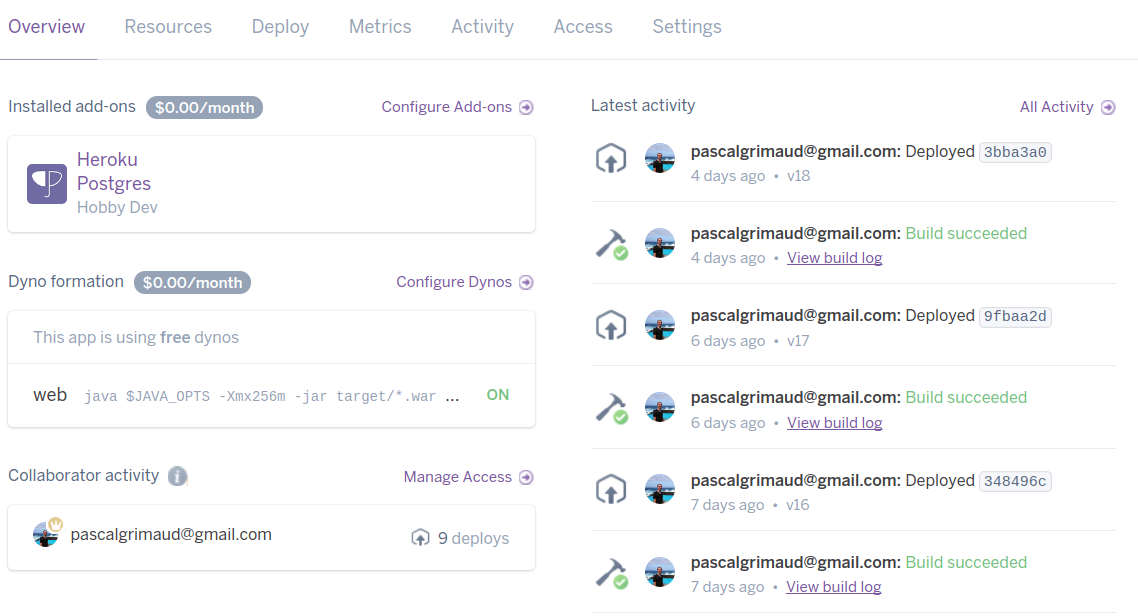 Overview Resources Deploy Metrics Activity Access Settings
Installed add-ons $0.00/month Configure Add-ons
Heroku
Postgres
Hobby Dev
Dyno formation $0.00/month Configure Dynos
This app is using free dynos
web java $JAVA_OPTS -Xmx256m -jar target/*.war ... ON
Collaborator activity Manage Access
pascalgrimaud@gmail.com 9 deploys
Latest activity All Activity
pascalgrimaud@gmail.com: Deployed 3bba3a0
4 days ago • v18
pascalgrimaud@gmail.com: Build succeeded
4 days ago • View build log
pascalgrimaud@gmail.com: Deployed 9fbaa2d
6 days ago • v17
pascalgrimaud@gmail.com: Build succeeded
6 days ago • View build log
pascalgrimaud@gmail.com: Deployed 348496c
7 days ago • v16
pascalgrimaud@gmail.com: Build succeeded
7 days ago • View build log